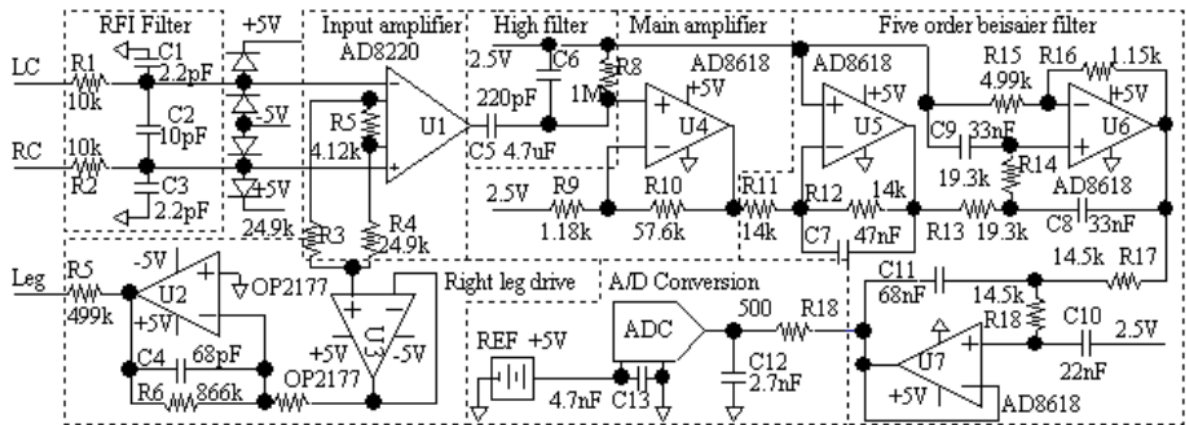 RFI Filter
Input amplifier
High filter
Main amplifier
Five order beisaier filter
+5V
AD8220
2.5V
C6
R8
AD8618
AD8618
R15
R16
1.15k
C1
2.2pF
4.99k
LC
R1
10k
+5V
+5V
+5V
220pF
1M
C2
10pF
-5V
R5
U1
U4
U5
C9
33nF
U6
RC
10k
R2
4.12k
C5
4.7uF
R14
C3
2.2pF
+5V
24.9k
19.3k
AD8618
2.5V
R9
R10
R11
R12
14k
R3
R4
24.9k
1.18k
57.6k
14k
C7
47nF
R13
19.3k
C8
33nF
Leg
R5
499k
-5V
U2
OP2177
Right leg drive
A/D Conversion
C11
68nF
14.5k
R17
+5V
U3
+5V
-5V
ADC
500
R18
14.5k
R18
C10
2.5V
C4
68pF
REF
+5V
U7
22nF
OP2177
C12
2.7nF
+5V
R6
866k
4.7nF
C13
AD8618